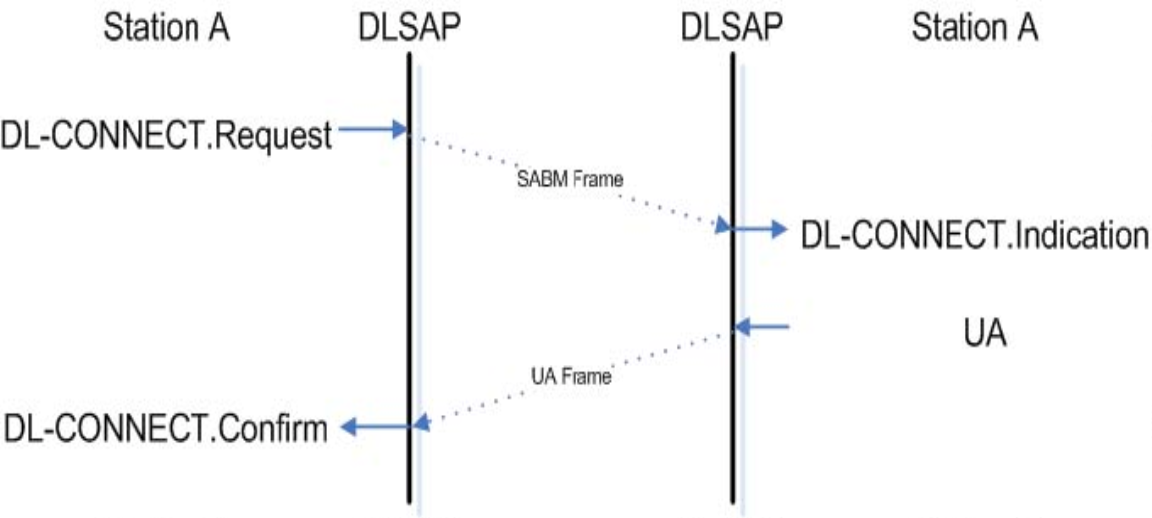 Station A DLSAP DLSAP Station A
DL-CONNECT.Request
SABM Frame
DL-CONNECT.Indication
UA
UA Frame
DL-CONNECT.Confirm